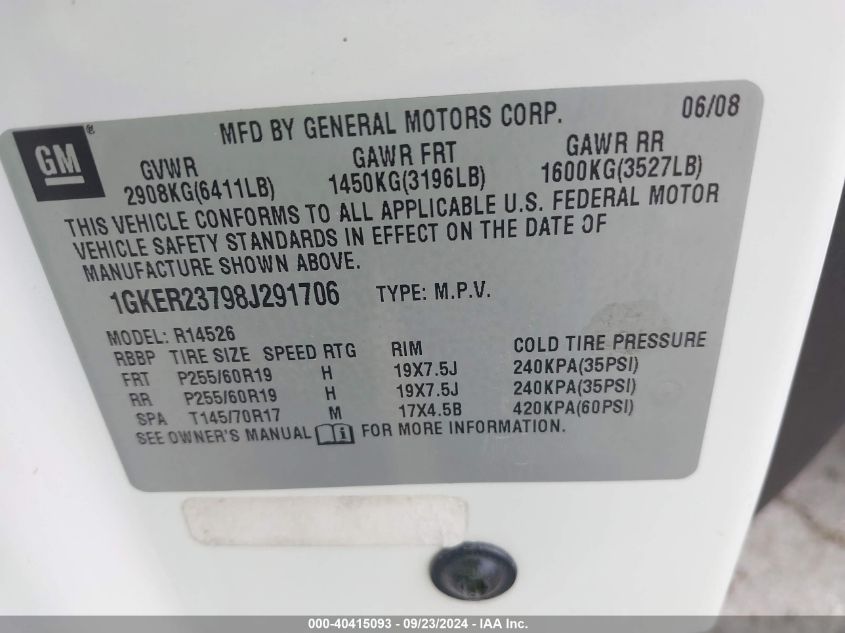 GM®
MFD BY GENERAL MOTORS CORP. 06/08
GVWR GAWR FRT GAWR RR
2908KG(6411LB) 1450KG(3196LB) 1600KG(3527LB)
THIS VEHICLE CONFORMS TO ALL APPLICABLE U.S. FEDERAL MOTOR
VEHICLE SAFETY STANDARDS IN EFFECT ON THE DATE OF
MANUFACTURE SHOWN ABOVE.
1GKER23798J291706 TYPE: M.P.V.
MODEL: R14526
RBBP TIRE SIZE SPEED RTG RIM COLD TIRE PRESSURE
FRT P255/60R19 H 19X7.5J 240KPA(35PSI)
RR P255/60R19 H 19X7.5J 240KPA(35PSI)
SPA T145/70R17 M 17X4.5B 420KPA(60PSI)
SEE OWNER'S MANUAL FOR MORE INFORMATION.
000-40415093 - 09/23/2024 - IAA Inc.